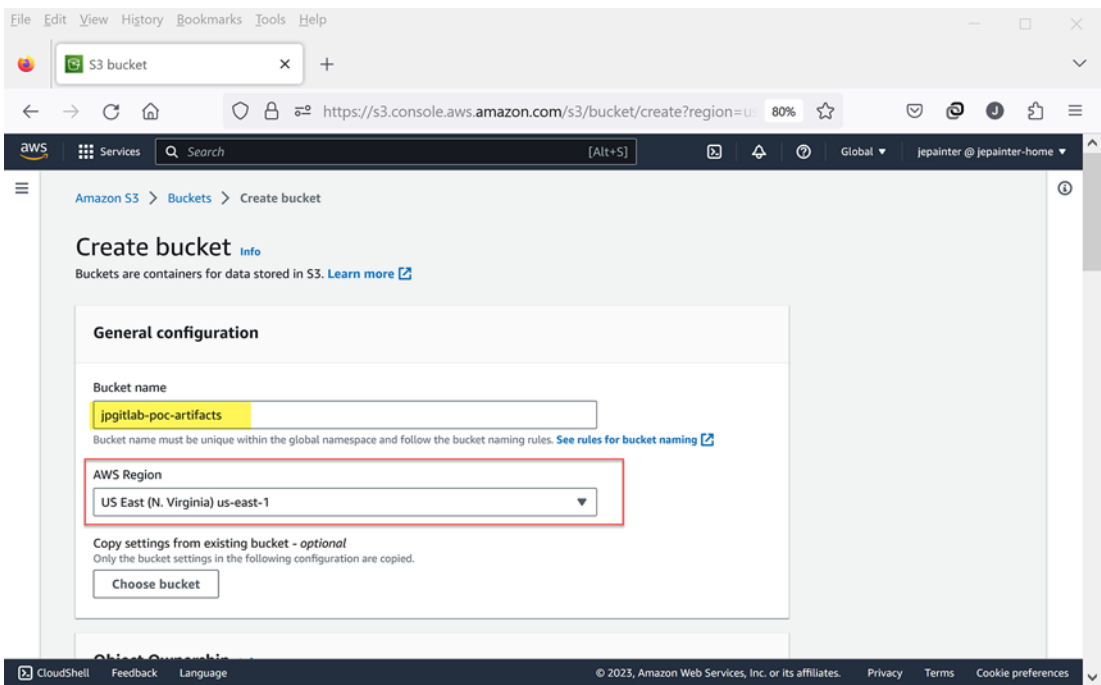 File Edit View History Bookmarks Tools Help
S3 bucket
https://s3.console.aws.amazon.com/s3/bucket/create?region=u 80%
aws Services Search [Alt+S] Global jepainter @ jepainter-home
Amazon S3 > Buckets > Create bucket
Create bucket Info
Buckets are containers for data stored in S3. Learn more
General configuration
Bucket name
jpgitlab-poc-artifacts
Bucket name must be unique within the global namespace and follow the bucket naming rules. See rules for bucket naming
AWS Region
US East (N. Virginia) us-east-1
Copy settings from existing bucket - optional
Only the bucket settings in the following configuration are copied.
Choose bucket
Object Ownership
CloudShell Feedback Language © 2023, Amazon Web Services, Inc. or its affiliates. Privacy Terms Cookie preferences